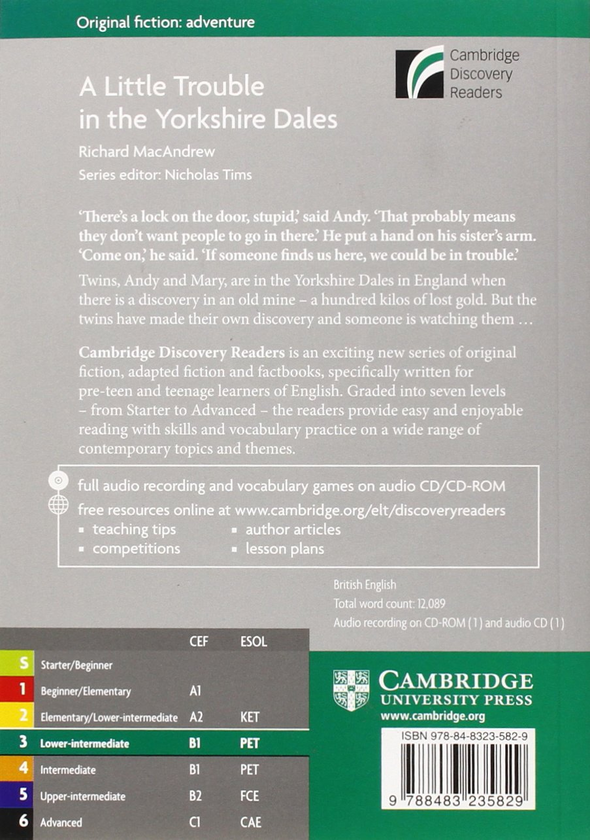 Original fiction: adventure
Cambridge
Discovery
Readers
A Little Trouble
in the Yorkshire Dales
Richard MacAndrew
Series editor: Nicholas Tims
‘There’s a lock on the door, stupid,’ said Andy. ‘That probably means
they don’t want people to go in there.’ He put a hand on his sister’s arm.
‘Come on,’ he said. ‘If someone finds us here, we could be in trouble.’
Twins, Andy and Mary, are in the Yorkshire Dales in England when
there is a discovery in an old mine – a hundred kilos of lost gold. But the
twins have made their own discovery and someone is watching them …
Cambridge Discovery Readers is an exciting new series of original
fiction, adapted fiction and factbooks, specifically written for
pre-teen and teenage learners of English. Graded into seven levels
– from Starter to Advanced – the readers provide easy and enjoyable
reading with skills and vocabulary practice on a wide range of
contemporary topics and themes.
full audio recording and vocabulary games on audio CD/CD-ROM
free resources online at www.cambridge.org/elt/discoveryreaders
▪ teaching tips ▪ author articles
▪ competitions ▪ lesson plans
British English
Total word count: 12,089
Audio recording on CD-ROM (1) and audio CD (1)
CEF ESOL
S Starter/Beginner
1 Beginner/Elementary A1
2 Elementary/Lower-intermediate A2 KET
3 Lower-intermediate B1 PET
4 Intermediate B1 PET
5 Upper-intermediate B2 FCE
6 Advanced C1 CAE
CAMBRIDGE
UNIVERSITY PRESS
www.cambridge.org
ISBN 978-84-8323-582-9
9 788483 235829